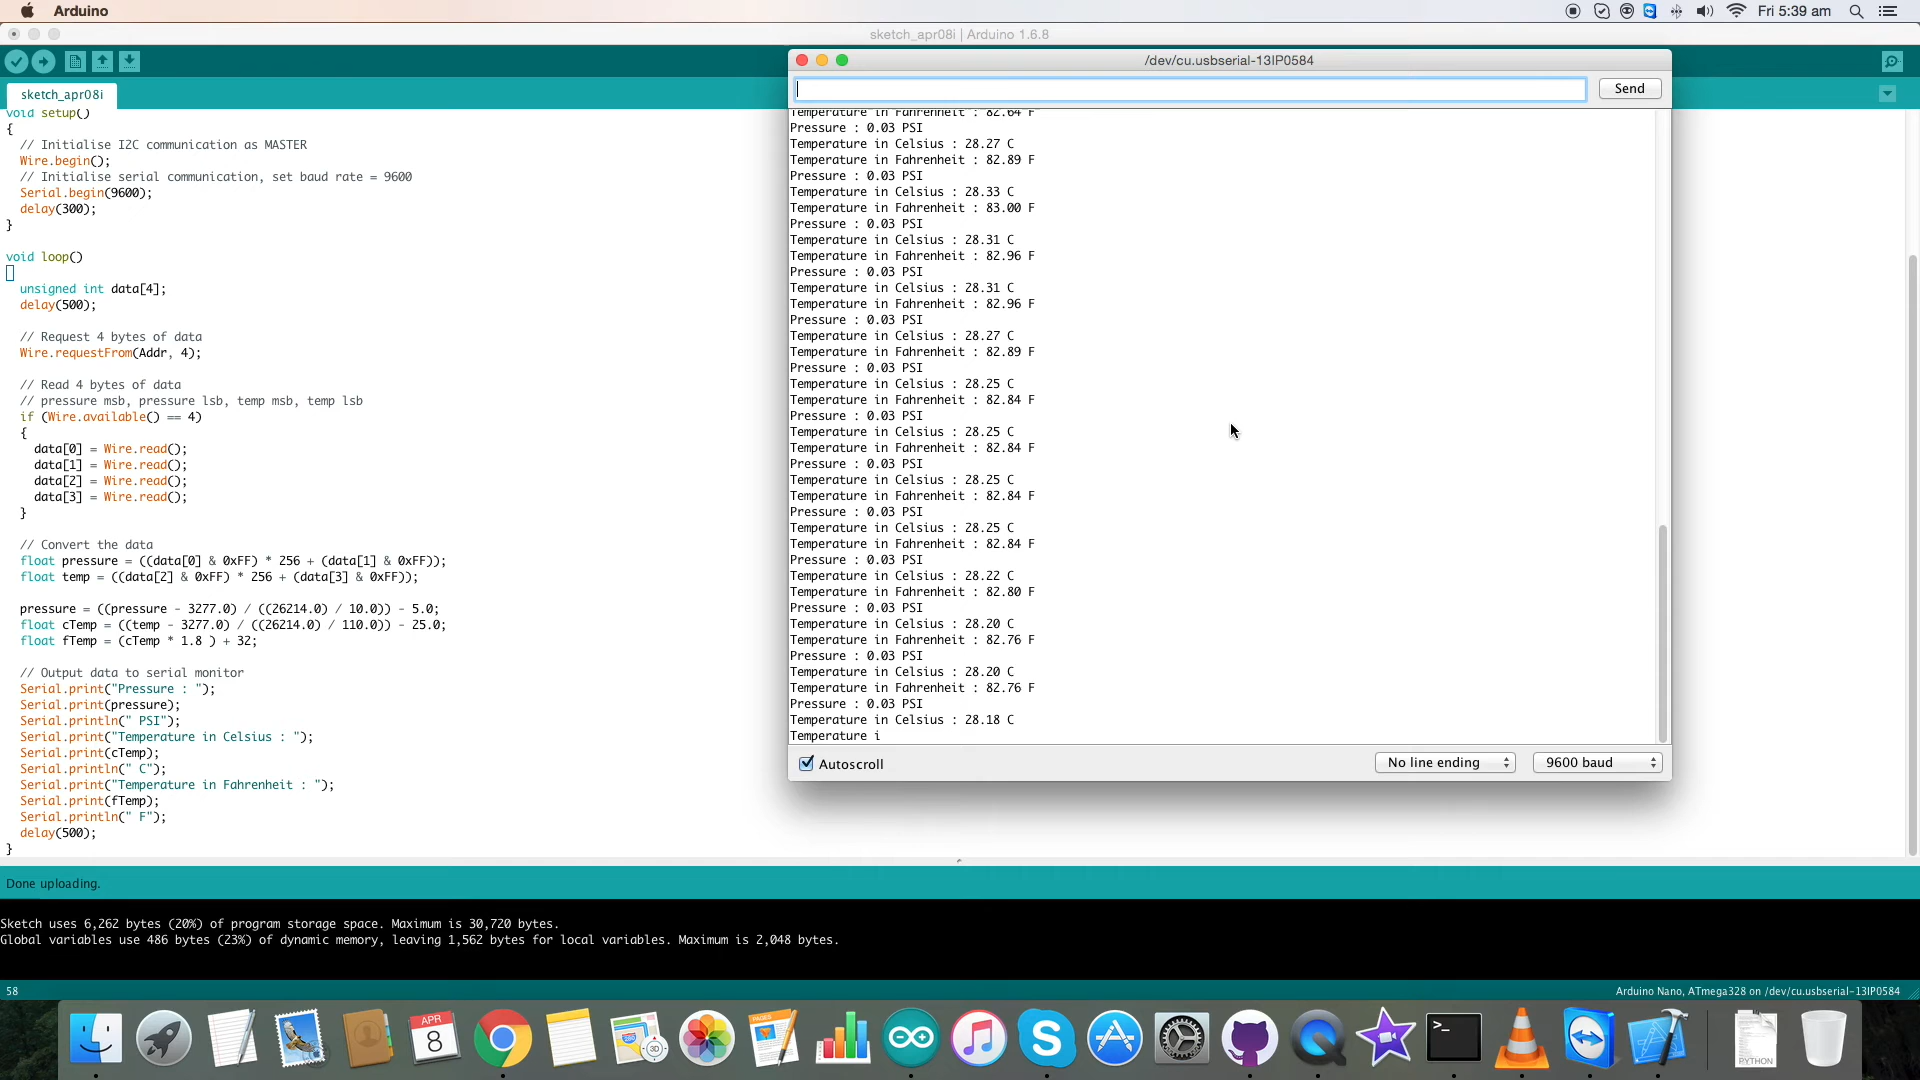 Arduino
Fri 5:39 am
sketch_apr08i | Arduino 1.6.8
sketch_apr08i
void setup()
{
// Initialise I2C communication as MASTER
Wire.begin();
// Initialise serial communication, set baud rate = 9600
Serial.begin(9600);
delay(300);
}
void loop()
unsigned int data[4];
delay(500);
// Request 4 bytes of data
Wire.requestFrom(Addr, 4);
// Read 4 bytes of data
// pressure msb, pressure lsb, temp msb, temp lsb
if (Wire.available() == 4)
{
data[0] = Wire.read();
data[1] = Wire.read();
data[2] = Wire.read();
data[3] = Wire.read();
}
// Convert the data
float pressure = ((data[0] & 0xFF) * 256 + (data[1] & 0xFF));
float temp = ((data[2] & 0xFF) * 256 + (data[3] & 0xFF));
pressure = ((pressure - 3277.0) / ((26214.0) / 10.0)) - 5.0;
float cTemp = ((temp - 3277.0) / ((26214.0) / 110.0)) - 25.0;
float fTemp = (cTemp * 1.8 ) + 32;
// Output data to serial monitor
Serial.print("Pressure : ");
Serial.print(pressure);
Serial.println(" PSI");
Serial.print("Temperature in Celsius : ");
Serial.print(cTemp);
Serial.println(" C");
Serial.print("Temperature in Fahrenheit : ");
Serial.print(fTemp);
Serial.println(" F");
delay(500);
}
/dev/cu.usbserial-13IP0584
Send
Temperature in Fahrenheit : 82.64 F
Pressure : 0.03 PSI
Temperature in Celsius : 28.27 C
Temperature in Fahrenheit : 82.89 F
Pressure : 0.03 PSI
Temperature in Celsius : 28.33 C
Temperature in Fahrenheit : 83.00 F
Pressure : 0.03 PSI
Temperature in Celsius : 28.31 C
Temperature in Fahrenheit : 82.96 F
Pressure : 0.03 PSI
Temperature in Celsius : 28.31 C
Temperature in Fahrenheit : 82.96 F
Pressure : 0.03 PSI
Temperature in Celsius : 28.27 C
Temperature in Fahrenheit : 82.89 F
Pressure : 0.03 PSI
Temperature in Celsius : 28.25 C
Temperature in Fahrenheit : 82.84 F
Pressure : 0.03 PSI
Temperature in Celsius : 28.25 C
Temperature in Fahrenheit : 82.84 F
Pressure : 0.03 PSI
Temperature in Celsius : 28.25 C
Temperature in Fahrenheit : 82.84 F
Pressure : 0.03 PSI
Temperature in Celsius : 28.25 C
Temperature in Fahrenheit : 82.84 F
Pressure : 0.03 PSI
Temperature in Celsius : 28.22 C
Temperature in Fahrenheit : 82.80 F
Pressure : 0.03 PSI
Temperature in Celsius : 28.20 C
Temperature in Fahrenheit : 82.76 F
Pressure : 0.03 PSI
Temperature in Celsius : 28.20 C
Temperature in Fahrenheit : 82.76 F
Pressure : 0.03 PSI
Temperature in Celsius : 28.18 C
Temperature i
Autoscroll
No line ending
9600 baud
Done uploading.
Sketch uses 6,262 bytes (20%) of program storage space. Maximum is 30,720 bytes.
Global variables use 486 bytes (23%) of dynamic memory, leaving 1,562 bytes for local variables. Maximum is 2,048 bytes.
58
Arduino Nano, ATmega328 on /dev/cu.usbserial-13IP0584
APR
8
PAGES
PYTHON